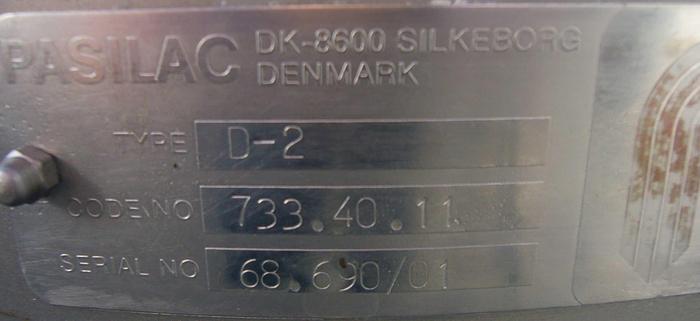 PASILAC DK-8600 SILKEBORG
DENMARK
TYPE D-2
CODE NO 733.40.11
SERIAL NO 68.690/01